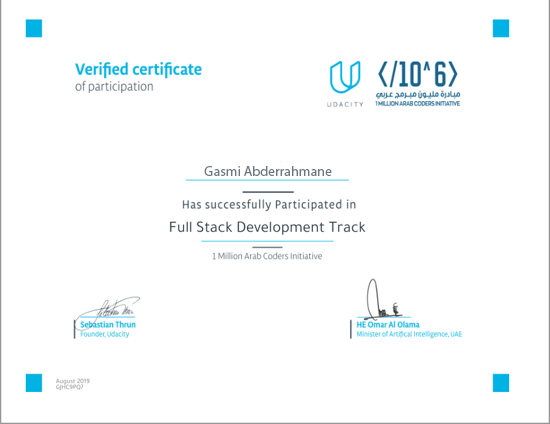 Verified certificate
of participation
UDACITY
</10^6>
مبادرة مليون مبرمج عربي
1 MILLION ARAB CODERS INITIATIVE
Gasmi Abderrahmane
Has successfully Participated in
Full Stack Development Track
1 Million Arab Coders Initiative
Sebastian Thrun
Founder, Udacity
HE Omar Al Olama
Minister of Artifical Intelligence, UAE
August 2019
GJHC9PQ7